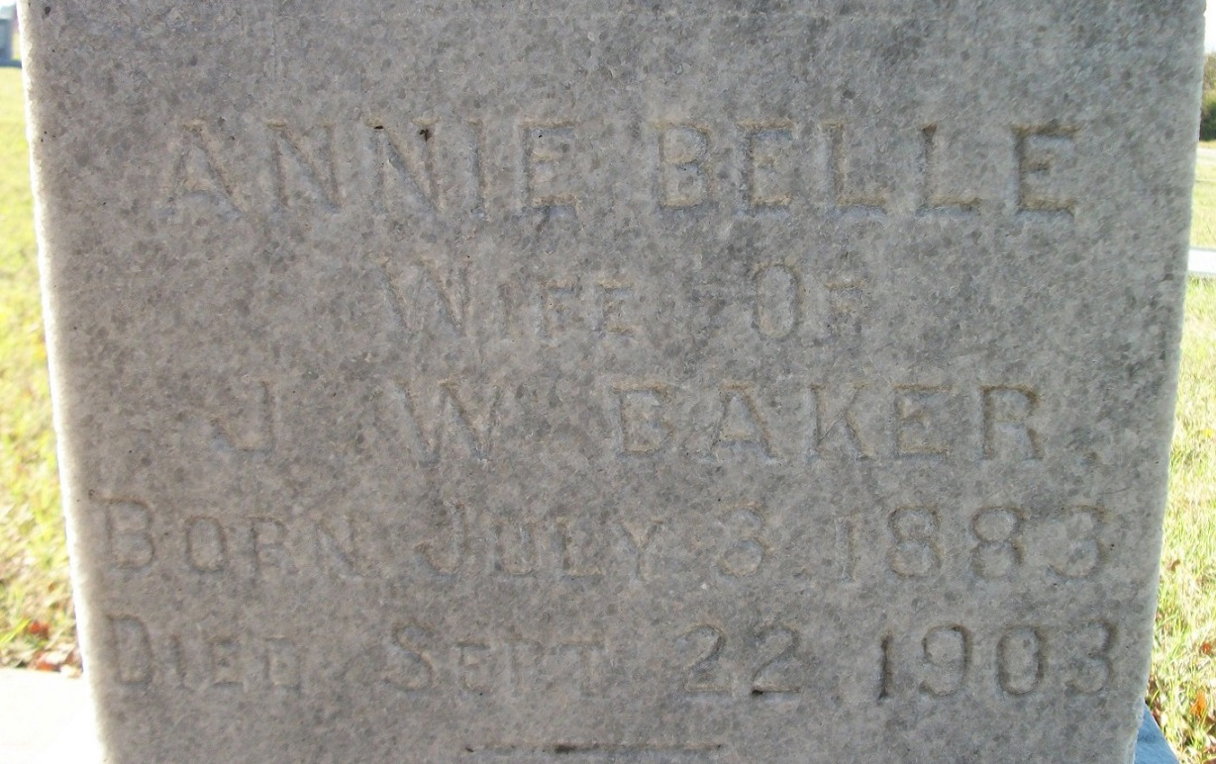 ANNIE BELLE
WIFE OF
J W BAKER
BORN JULY 3 1883
DIED SEPT. 22 1903